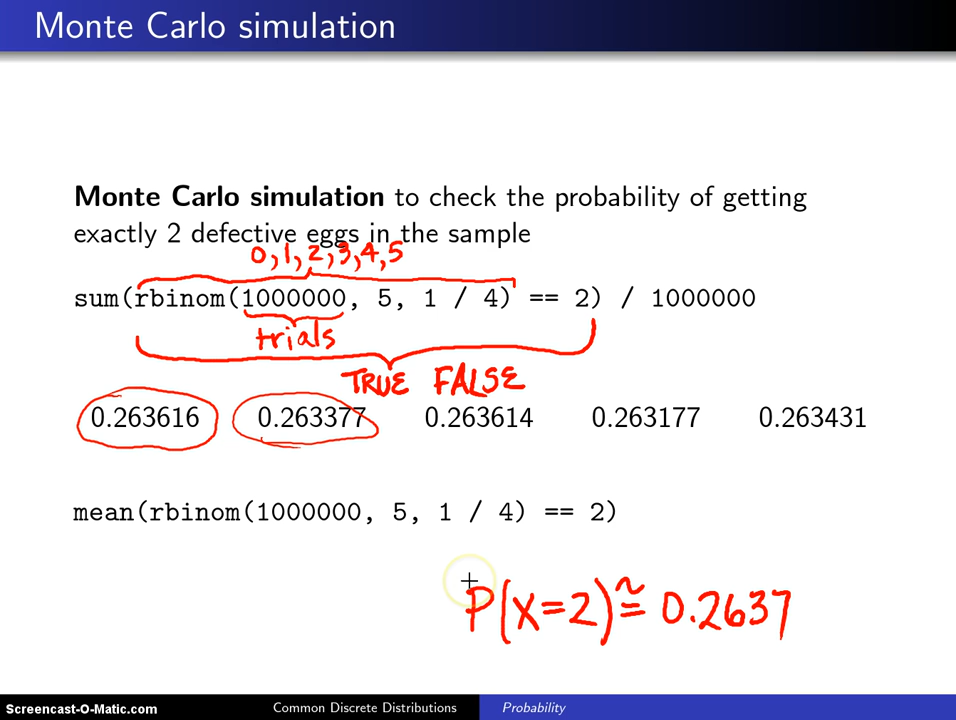 Monte Carlo simulation
Monte Carlo simulation to check the probability of getting
exactly 2 defective eggs in the sample
0,1,2,3,4,5
sum(rbinom(1000000, 5, 1 / 4) == 2) / 1000000
trials
TRUE FALSE
0.263616 0.263377 0.263614 0.263177 0.263431
mean(rbinom(1000000, 5, 1 / 4) == 2)
P(X=2)≅0.2637
Screencast-O-Matic.com Common Discrete Distributions Probability